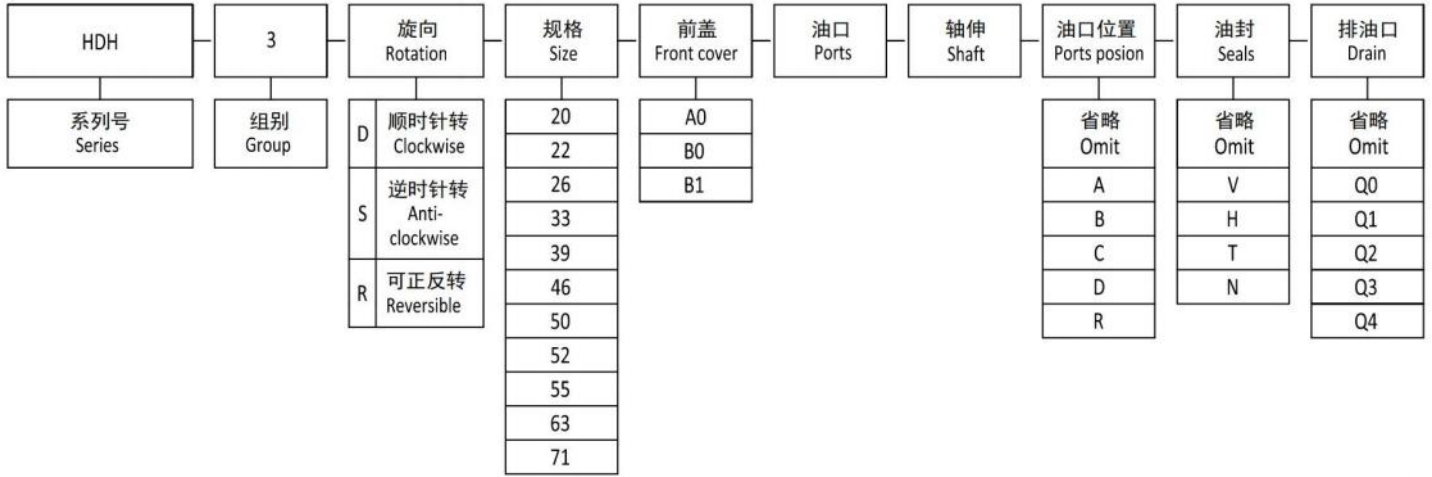 HDH
3
旋向
Rotation
规格
Size
前盖
Front cover
油口
Ports
轴伸
Shaft
油口位置
Ports posion
油封
Seals
排油口
Drain
系列号
Series
组别
Group
D
顺时针转
Clockwise
S
逆时针转
Anti-
clockwise
R
可正反转
Reversible
20
22
26
33
39
46
50
52
55
63
71
A0
B0
B1
省略
Omit
A
B
C
D
R
省略
Omit
V
H
T
N
省略
Omit
Q0
Q1
Q2
Q3
Q4